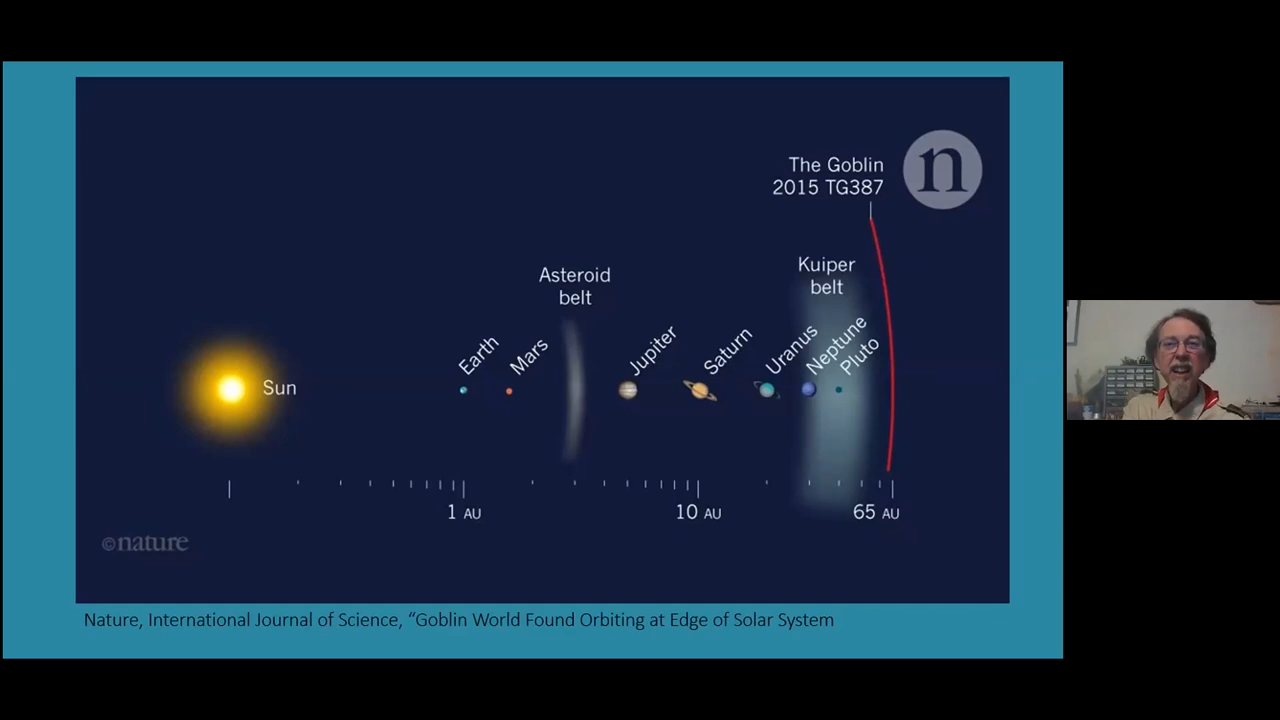 The Goblin
2015 TG387
n
Kuiper
belt
Asteroid
belt
Earth
Mars
Jupiter
Saturn
Uranus
Neptune
Pluto
Sun
1 AU
10 AU
65 AU
©nature
Nature, International Journal of Science, “Goblin World Found Orbiting at Edge of Solar System